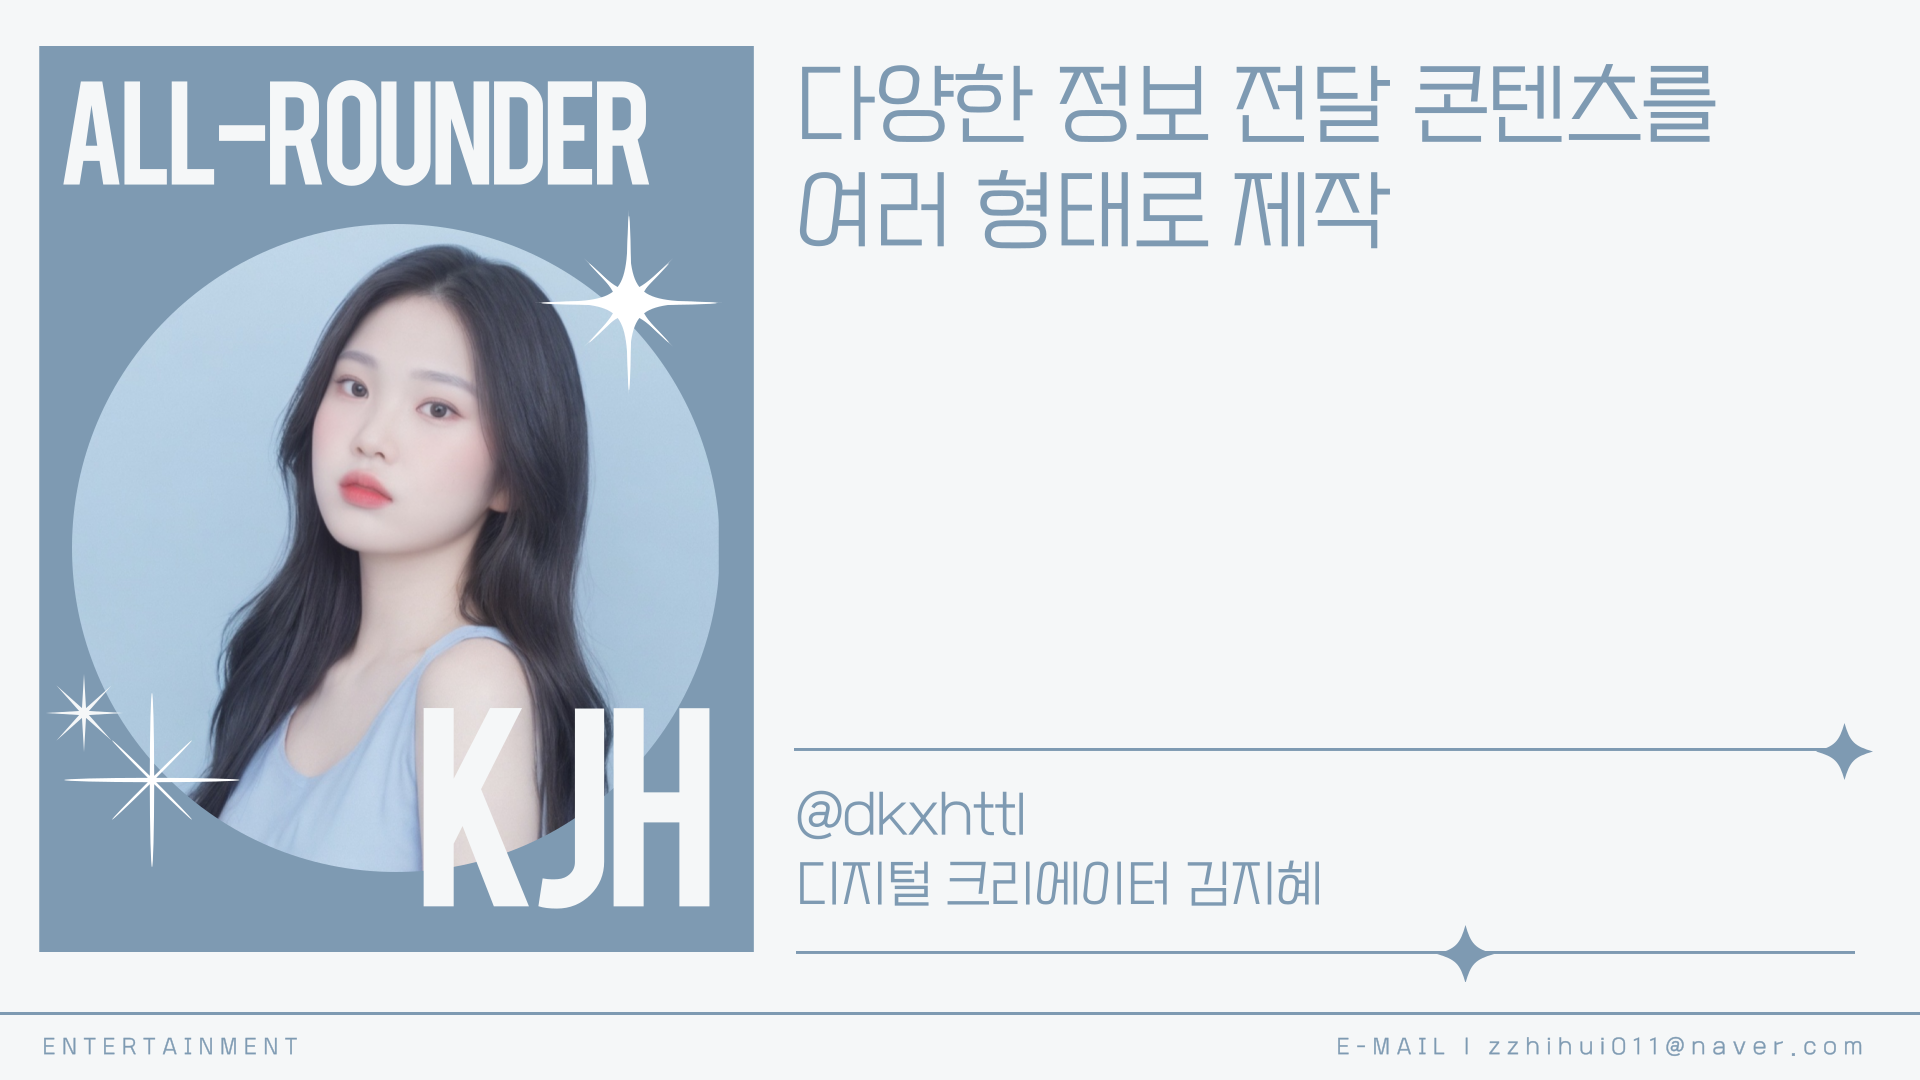 ALL-ROUNDER
KJH
다양한 정보 전달 콘텐츠를
여러 형태로 제작
@dkxhttl
디지털 크리에이터 김지혜
ENTERTAINMENT
E-MAIL | zzhihui011@naver.com